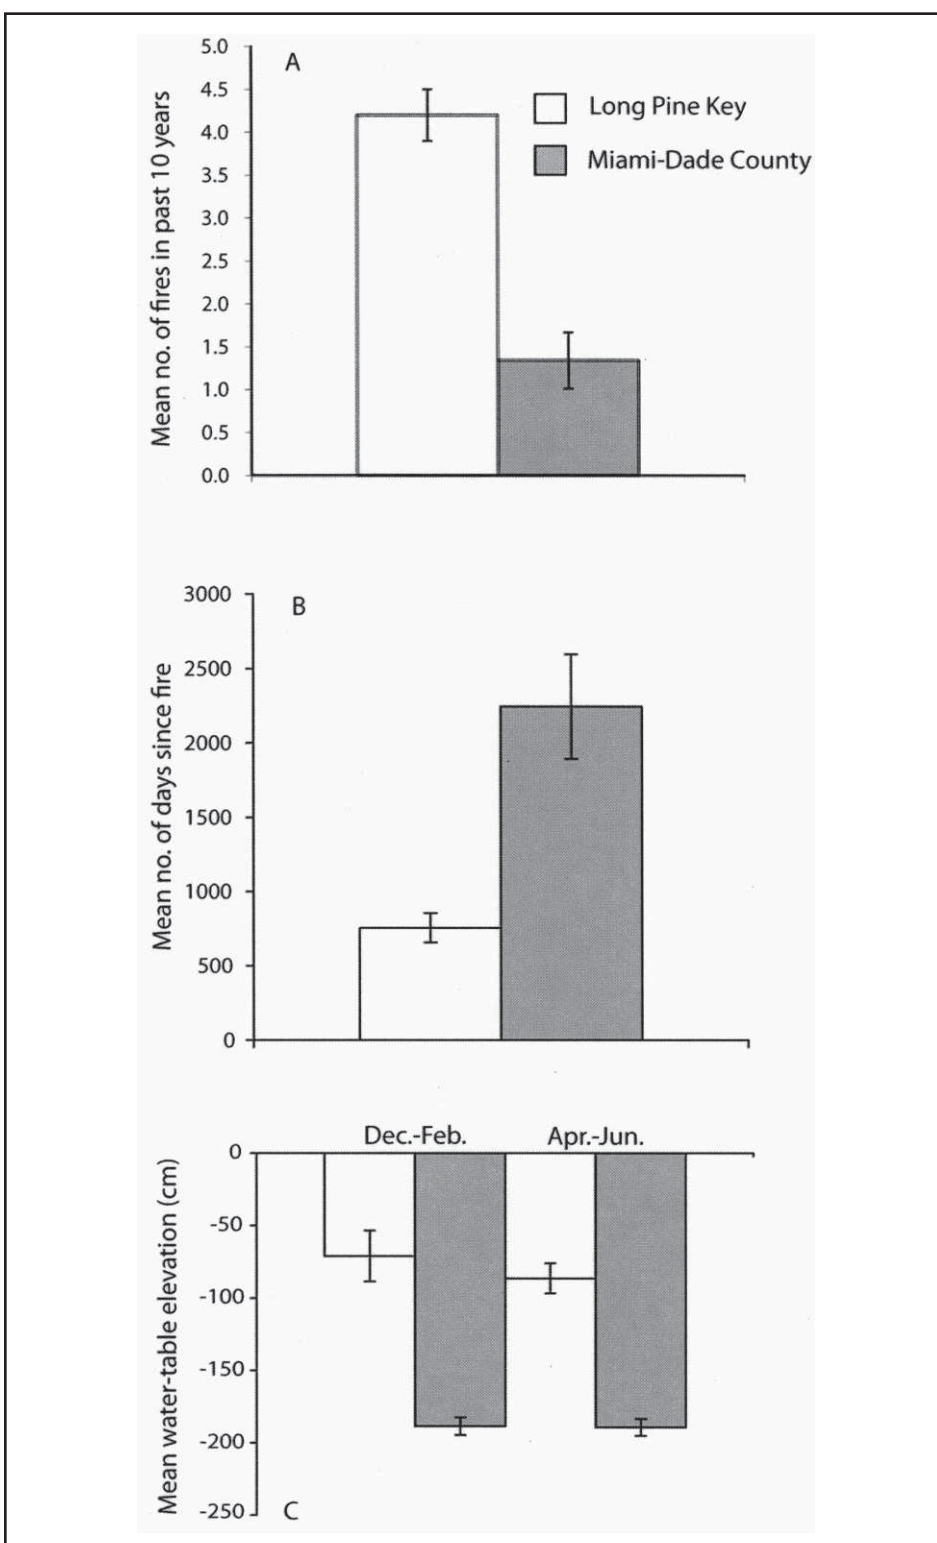 A
Long Pine Key
Miami-Dade County
Mean no. of fires in past 10 years
5.0
4.5
4.0
3.5
3.0
2.5
2.0
1.5
1.0
0.5
0.0
B
Mean no. of days since fire
3000
2500
2000
1500
1000
500
0
Dec.-Feb.
Apr.-Jun.
Mean water-table elevation (cm)
0
-50
-100
-150
-200
-250
C